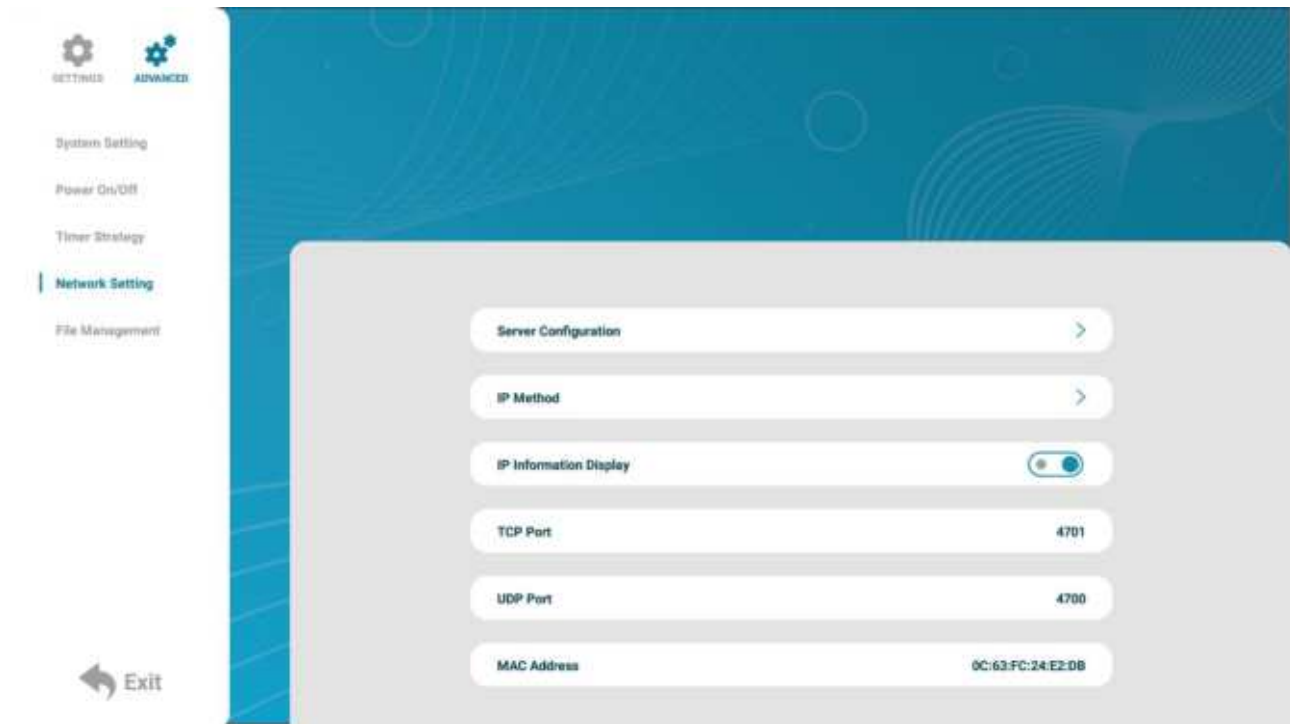 SETTINGS ADVANCED
System Setting
Power On/Off
Timer Strategy
Network Setting
File Management
Exit
Server Configuration
IP Method
IP Information Display
TCP Port 4701
UDP Port 4700
MAC Address 0C:63:FC:24:E2:DB